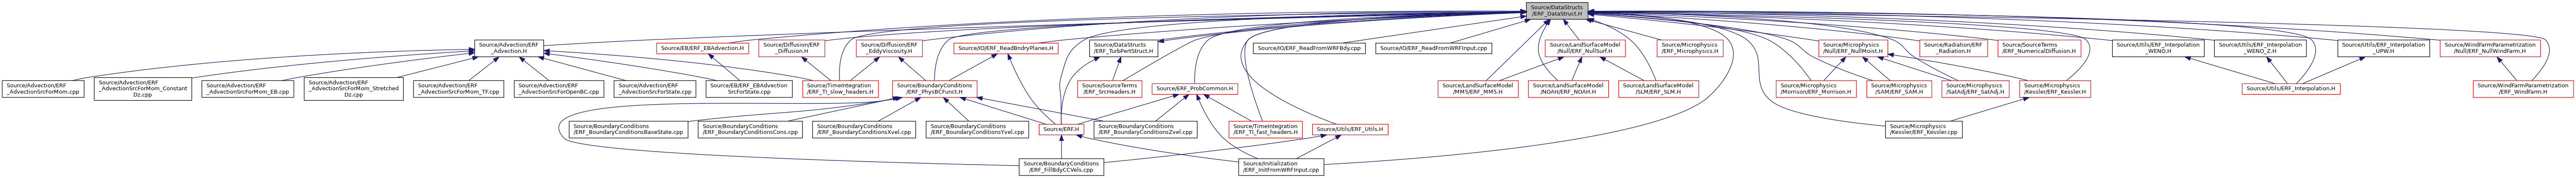 Source/DataStructs
/ERF_DataStruct.H
Source/Advection/ERF
_Advection.H
Source/EB/ERF_EBAdvection.H
Source/Diffusion/ERF
_Diffusion.H
Source/Diffusion/ERF
_EddyViscosity.H
Source/IO/ERF_ReadBndryPlanes.H
Source/DataStructs
/ERF_TurbPertStruct.H
Source/IO/ERF_ReadFromWRFBdy.cpp
Source/IO/ERF_ReadFromWRFInput.cpp
Source/LandSurfaceModel
/Null/ERF_NullSurf.H
Source/Microphysics
/ERF_Microphysics.H
Source/Microphysics
/Null/ERF_NullMoist.H
Source/Radiation/ERF
_Radiation.H
Source/SourceTerms
/ERF_NumericalDiffusion.H
Source/Utils/ERF_Interpolation
_WENO.H
Source/Utils/ERF_Interpolation
_WENO_Z.H
Source/Utils/ERF_Interpolation
_UPW.H
Source/WindFarmParametrization
/Null/ERF_NullWindFarm.H
Source/Advection/ERF
_AdvectionSrcForMom.cpp
Source/Advection/ERF
_AdvectionSrcForMom_Constant
Dz.cpp
Source/Advection/ERF
_AdvectionSrcForMom_EB.cpp
Source/Advection/ERF
_AdvectionSrcForMom_Stretched
Dz.cpp
Source/Advection/ERF
_AdvectionSrcForMom_TF.cpp
Source/Advection/ERF
_AdvectionSrcForOpenBC.cpp
Source/Advection/ERF
_AdvectionSrcForState.cpp
Source/EB/ERF_EBAdvection
SrcForState.cpp
Source/TimeIntegration
/ERF_TI_slow_headers.H
Source/BoundaryConditions
/ERF_PhysBCFunct.H
Source/SourceTerms
/ERF_SrcHeaders.H
Source/ERF_ProbCommon.H
Source/LandSurfaceModel
/MM5/ERF_MM5.H
Source/LandSurfaceModel
/NOAH/ERF_NOAH.H
Source/LandSurfaceModel
/SLM/ERF_SLM.H
Source/Microphysics
/Morrison/ERF_Morrison.H
Source/Microphysics
/SAM/ERF_SAM.H
Source/Microphysics
/SatAdj/ERF_SatAdj.H
Source/Microphysics
/Kessler/ERF_Kessler.H
Source/Utils/ERF_Interpolation.H
Source/WindFarmParametrization
/ERF_WindFarm.H
Source/BoundaryConditions
/ERF_BoundaryConditionsBaseState.cpp
Source/BoundaryConditions
/ERF_BoundaryConditionsCons.cpp
Source/BoundaryConditions
/ERF_BoundaryConditionsXvel.cpp
Source/BoundaryConditions
/ERF_BoundaryConditionsYvel.cpp
Source/ERF.H
Source/BoundaryConditions
/ERF_BoundaryConditionsZvel.cpp
Source/TimeIntegration
/ERF_TI_fast_headers.H
Source/Utils/ERF_Utils.H
Source/Microphysics
/Kessler/ERF_Kessler.cpp
Source/BoundaryConditions
/ERF_FillBdyCCVels.cpp
Source/Initialization
/ERF_InitFromWRFInput.cpp